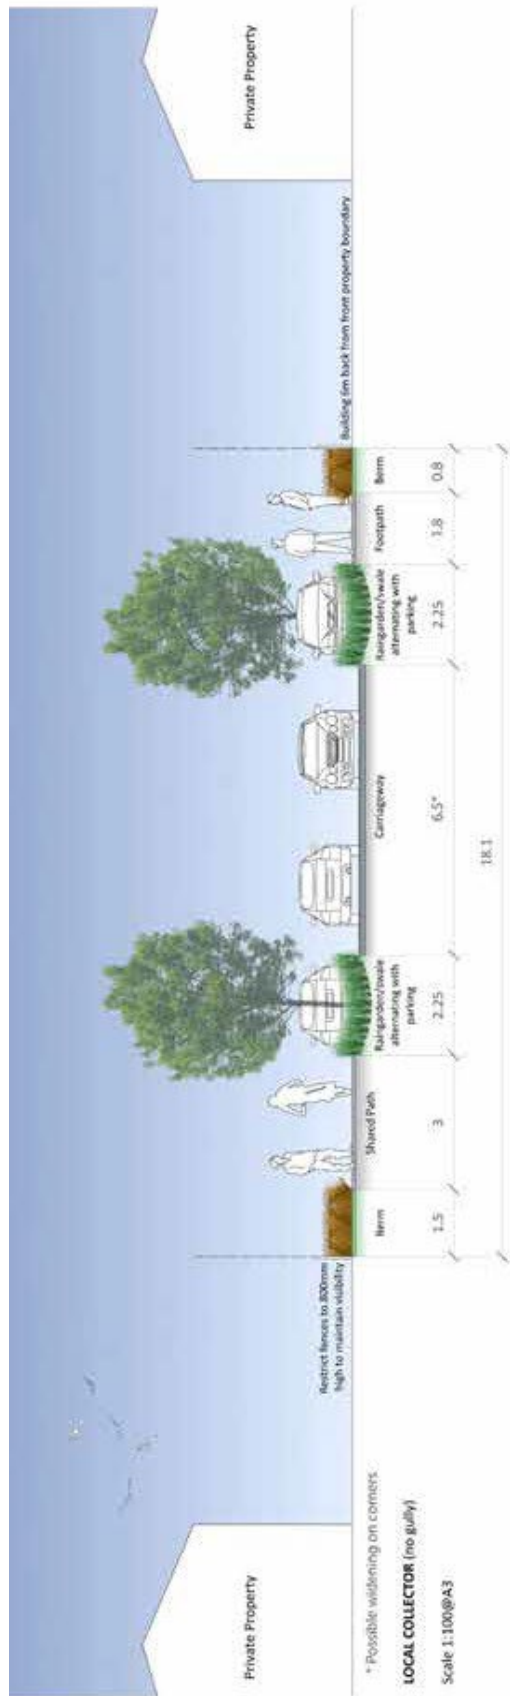 Private Property
Private Property
Restrict fences to 800mm
high to maintain visibility
Building 6m back from front property boundary
Berm
Shared Path
Raingarden/swale
alternating with
parking
Carriageway
Raingarden/swale
alternating with
parking
Footpath
Berm
1.5
3
2.25
6.5*
2.25
1.8
0.8
18.1
* Possible widening on corners
LOCAL COLLECTOR (no gully)
Scale 1:100@A3